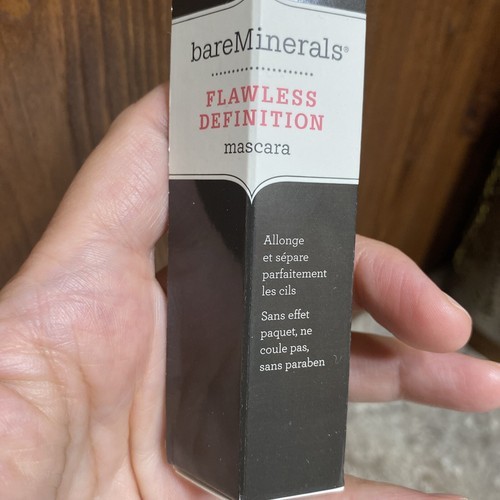 bareMinerals®
FLAWLESS
DEFINITION
mascara
Allonge
et sépare
parfaitement
les cils
Sans effet
paquet, ne
coule pas,
sans paraben